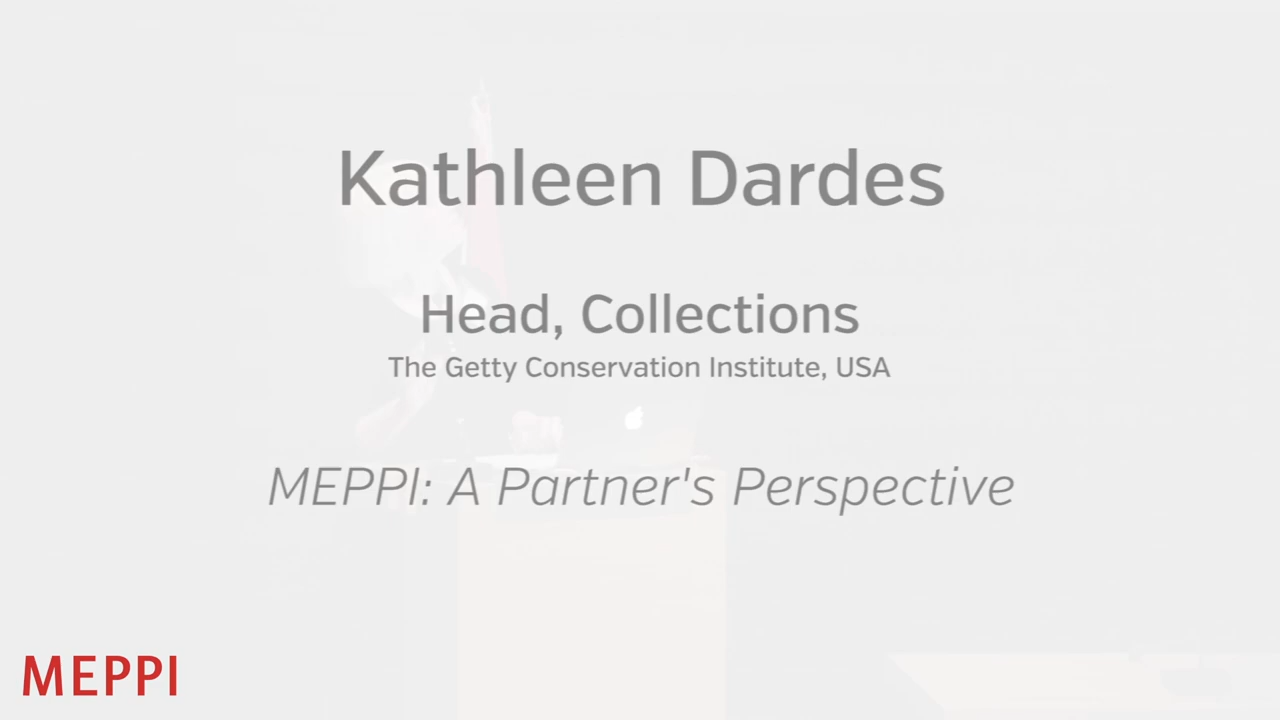 Kathleen Dardes
Head, Collections
The Getty Conservation Institute, USA
MEPPI: A Partner's Perspective
MEPPI